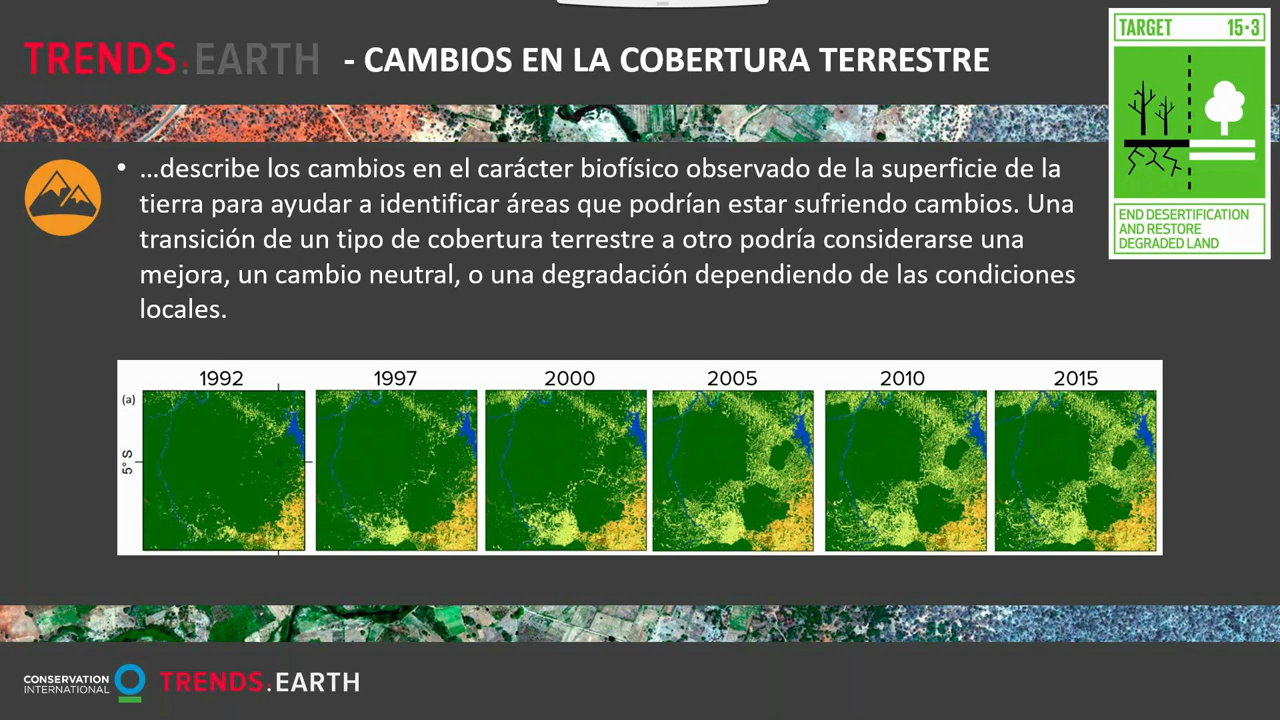 TRENDS.EARTH - CAMBIOS EN LA COBERTURA TERRESTRE
TARGET 15•3
END DESERTIFICATION
AND RESTORE
DEGRADED LAND
• ...describe los cambios en el carácter biofísico observado de la superficie de la
tierra para ayudar a identificar áreas que podrían estar sufriendo cambios. Una
transición de un tipo de cobertura terrestre a otro podría considerarse una
mejora, un cambio neutral, o una degradación dependiendo de las condiciones
locales.
1992 1997 2000 2005 2010 2015
(a)
5° S
CONSERVATION
INTERNATIONAL
TRENDS.EARTH